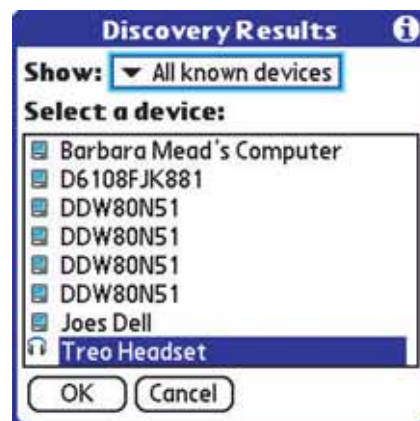 Discovery Results
Show: All known devices
Select a device:
Barbara Mead's Computer
D6108FJK881
DDW80N51
DDW80N51
DDW80N51
DDW80N51
Joes Dell
Treo Headset
OK Cancel